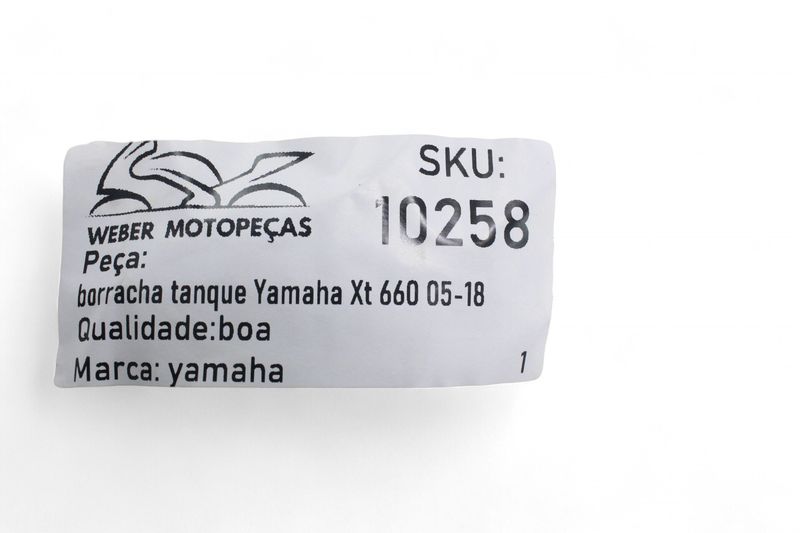 WEBER MOTOPEÇAS
SKU:
10258
Peça:
borracha tanque Yamaha Xt 660 05-18
Qualidade:boa
Marca: yamaha
1